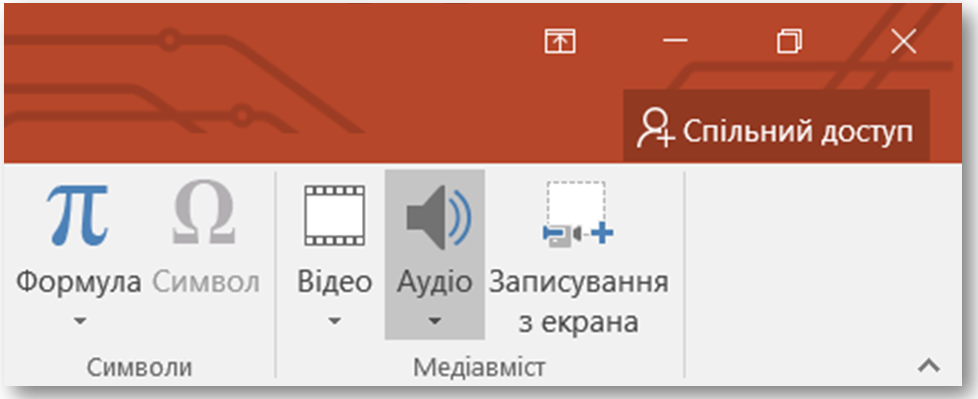 Спільний доступ
Формула Символ Відео Аудіо Записування
з екрана
Символи Медіавміст